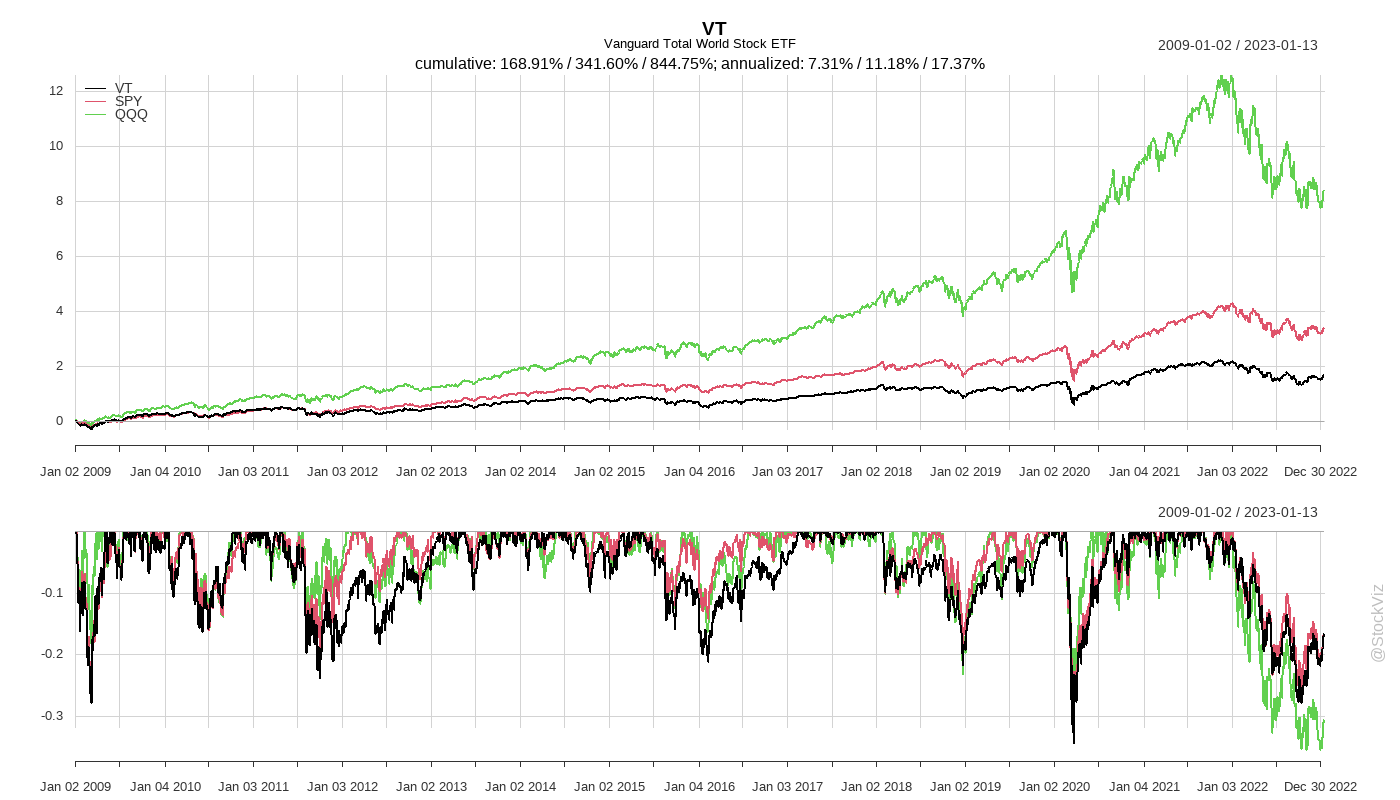 VT
Vanguard Total World Stock ETF
2009-01-02 / 2023-01-13
cumulative: 168.91% / 341.60% / 844.75%; annualized: 7.31% / 11.18% / 17.37%
VT
SPY
QQQ
12
10
8
6
4
2
0
Jan 02 2009 Jan 04 2010 Jan 03 2011 Jan 03 2012 Jan 02 2013 Jan 02 2014 Jan 02 2015 Jan 04 2016 Jan 03 2017 Jan 02 2018 Jan 02 2019 Jan 02 2020 Jan 04 2021 Jan 03 2022 Dec 30 2022
2009-01-02 / 2023-01-13
-0.1
-0.2
-0.3
Jan 02 2009 Jan 04 2010 Jan 03 2011 Jan 03 2012 Jan 02 2013 Jan 02 2014 Jan 02 2015 Jan 04 2016 Jan 03 2017 Jan 02 2018 Jan 02 2019 Jan 02 2020 Jan 04 2021 Jan 03 2022 Dec 30 2022
@StockViz